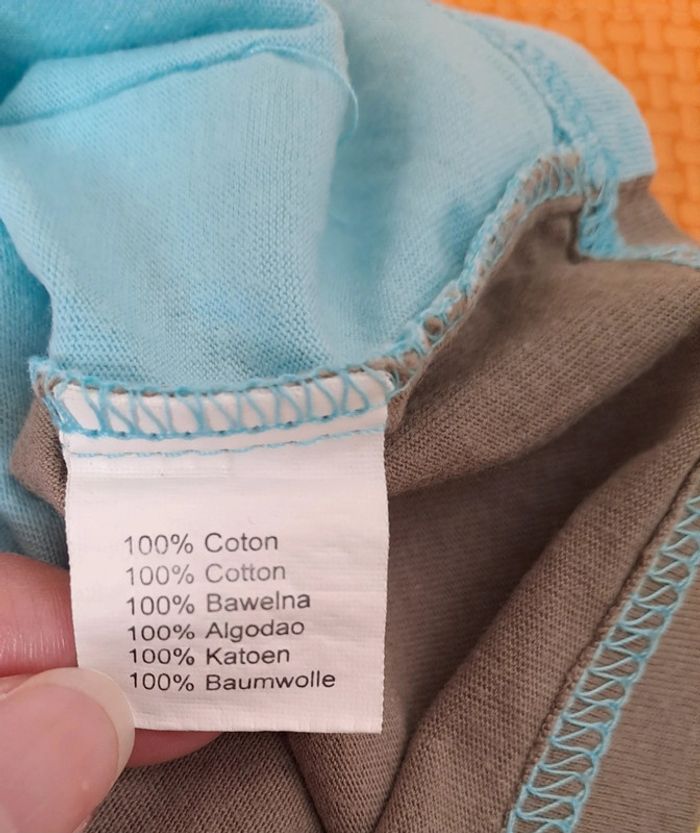 100% Coton
100% Cotton
100% Bawelna
100% Algodao
100% Katoen
100% Baumwolle